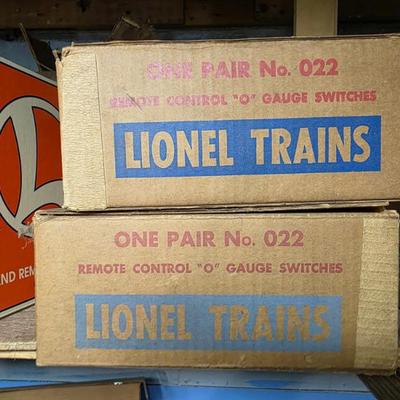 ONE PAIR No. 022
REMOTE CONTROL "O" GAUGE SWITCHES
LIONEL TRAINS
ONE PAIR No. 022
REMOTE CONTROL "O" GAUGE SWITCHES
LIONEL TRAINS
AND